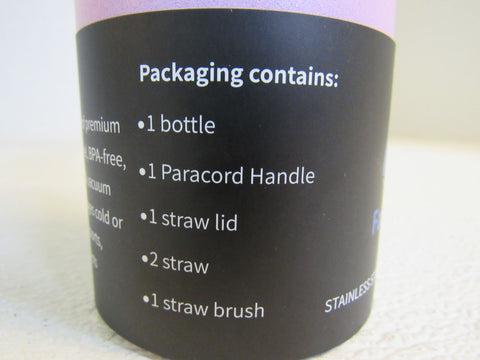 Packaging contains:
•1 bottle
•1 Paracord Handle
•1 straw lid
•2 straw
•1 straw brush
premium
BPA-free,
vacuum
cold or
STAINLESS